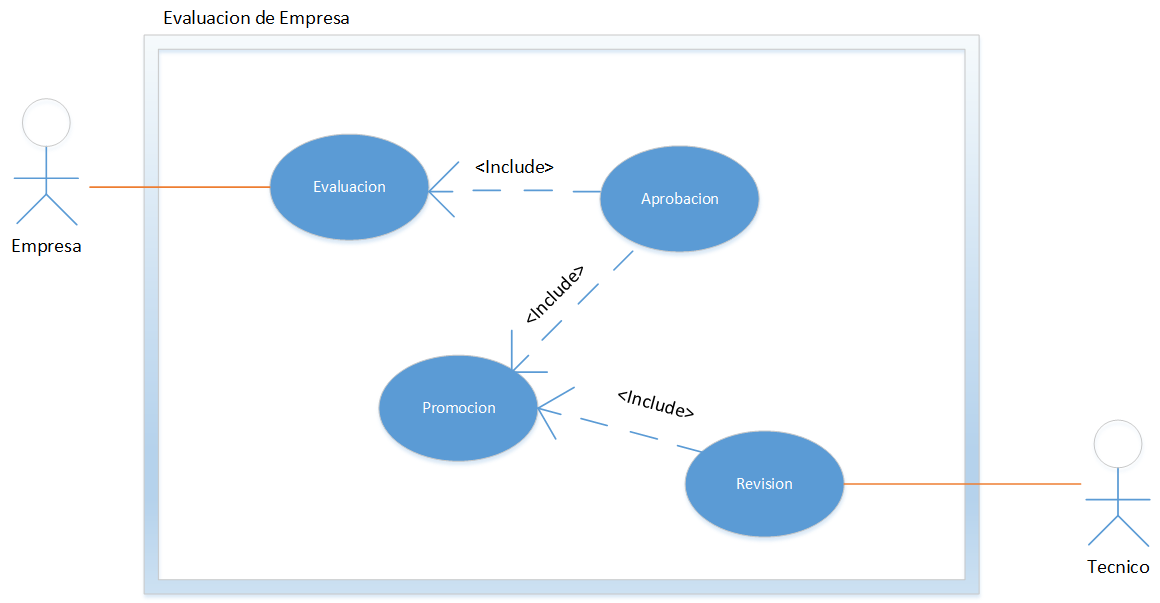 Evaluacion de Empresa
Empresa
Evaluacion
<Include>
Aprobacion
<Include>
Promocion
<Include>
Revision
Tecnico